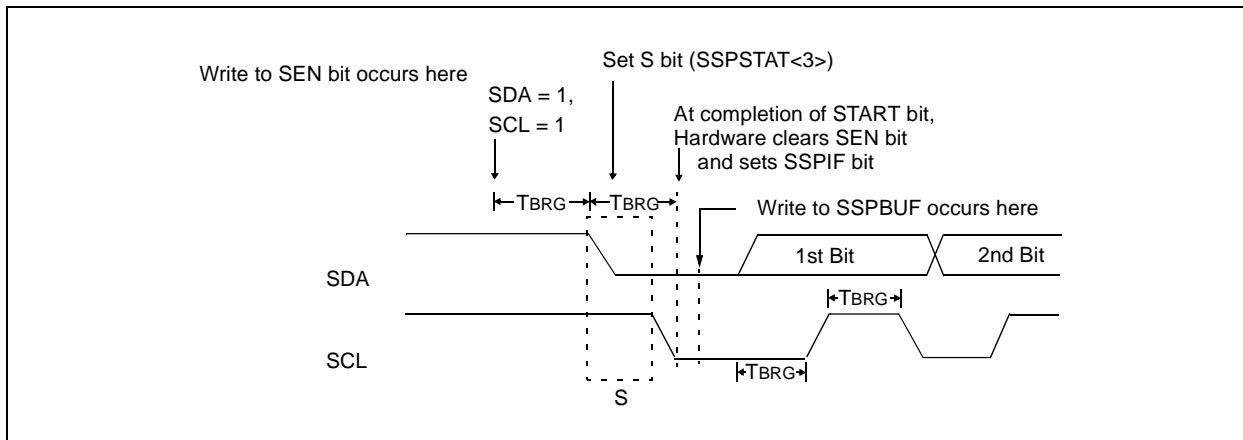 Write to SEN bit occurs here
Set S bit (SSPSTAT<3>)
SDA = 1,
SCL = 1
At completion of START bit,
Hardware clears SEN bit
and sets SSPIF bit
TBRG TBRG
Write to SSPBUF occurs here
SDA
1st Bit 2nd Bit
TBRG
SCL
TBRG
S